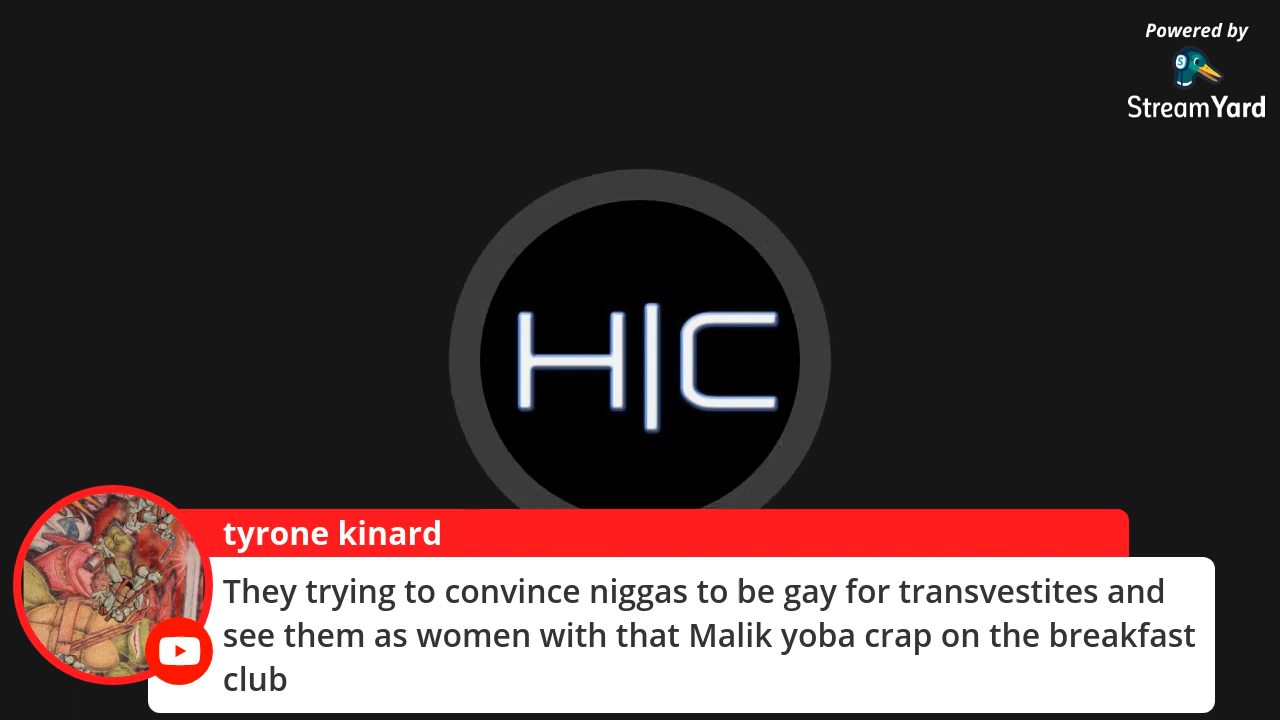 Powered by
StreamYard
H|C
tyrone kinard
They trying to convince niggas to be gay for transvestites and
see them as women with that Malik yoba crap on the breakfast
club